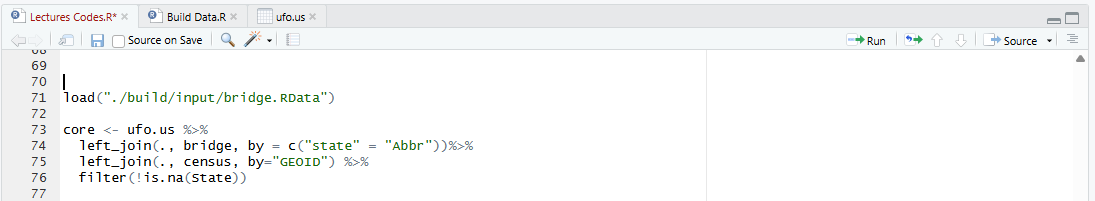 Lectures Codes.R* × Build Data.R × ufo.us ×
Source on Save Run Source
68
69
70
71 load("./build/input/bridge.RData")
72
73 core <- ufo.us %>%
74 left_join(., bridge, by = c("state" = "Abbr"))%>%
75 left_join(., census, by="GEOID") %>%
76 filter(!is.na(State))
77